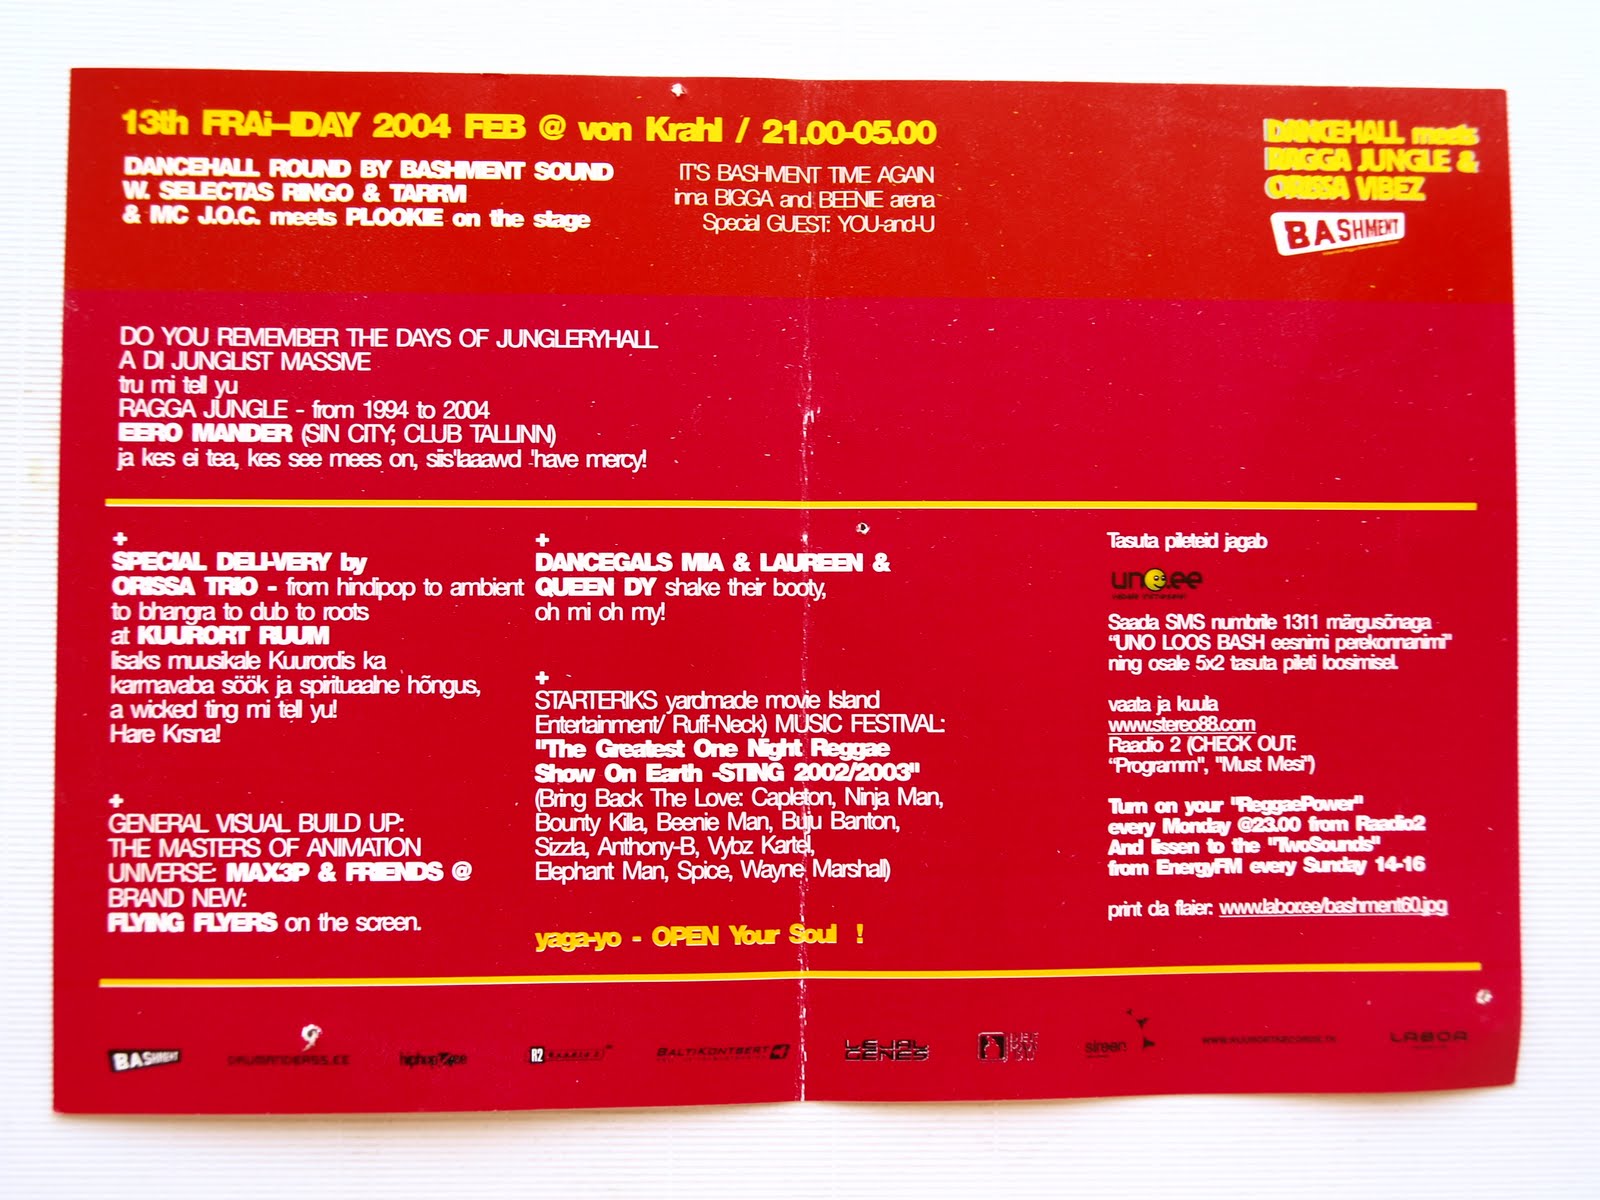 13th FRAi–IDAY 2004 FEB @ von Krahl / 21.00-05.00
DANCEHALL ROUND BY BASHMENT SOUND
W. SELECTAS RINGO & TARRVI
& MC J.O.C. meets PLOOKIE on the stage
IT'S BASHMENT TIME AGAIN
inna BIGGA and BEENIE arena
Special GUEST: YOU-and-U
DANCEHALL meets
RAGGA JUNGLE &
ORISSA VIBEZ
BASHMENT
DO YOU REMEMBER THE DAYS OF JUNGLERYHALL
A DI JUNGLIST MASSIVE
tru mi tell yu
RAGGA JUNGLE - from 1994 to 2004
EERO MANDER (SIN CITY; CLUB TALLINN)
ja kes ei tea, kes see mees on, siis'laaawd 'have mercy!
+
SPECIAL DELI-VERY by
ORISSA TRIO - from hindipop to ambient
to bhangra to dub to roots
at KUURORT RUUM
lisaks muusikale Kuurordis ka
karmavaba söök ja spirituaalne hõngus,
a wicked ting mi tell yu!
Hare Krsna!
+
GENERAL VISUAL BUILD UP:
THE MASTERS OF ANIMATION
UNIVERSE: MAX3P & FRIENDS @
BRAND NEW:
FLYING FLYERS on the screen.
+
DANCEGALS MIA & LAUREEN &
QUEEN DY shake their booty,
oh mi oh my!
+
STARTERIKS yardmade movie Island
Entertainment/ Ruff-Neck) MUSIC FESTIVAL:
"The Greatest One Night Reggae
Show On Earth -STING 2002/2003"
(Bring Back The Love: Capleton, Ninja Man,
Bounty Killa, Beenie Man, Buju Banton,
Sizzla, Anthony-B, Vybz Kartel,
Elephant Man, Spice, Wayne Marshall)
yaga-yo - OPEN Your Soul !
Tasuta pileteid jagab
uno.ee
Saada SMS numbrile 1311 märgusõnaga
"UNO LOOS BASH eesnimi perekonnanimi"
ning osale 5x2 tasuta pileti loosimisel.
vaata ja kuula
www.stereo88.com
Raadio 2 (CHECK OUT:
"Programm", "Must Mesi")
Turn on your "ReggaePower"
every Monday @23.00 from Raadio2
And lissen to the "TwoSounds"
from EnergyFM every Sunday 14-16
print da flaier: www.labor.ee/bashment60.jpg
BASHMENT
DRUMANDBASS.EE
hiphop.ee
R2 RAADIO 2
BALTIKONTSERT
LEJAL GENES
LABOA